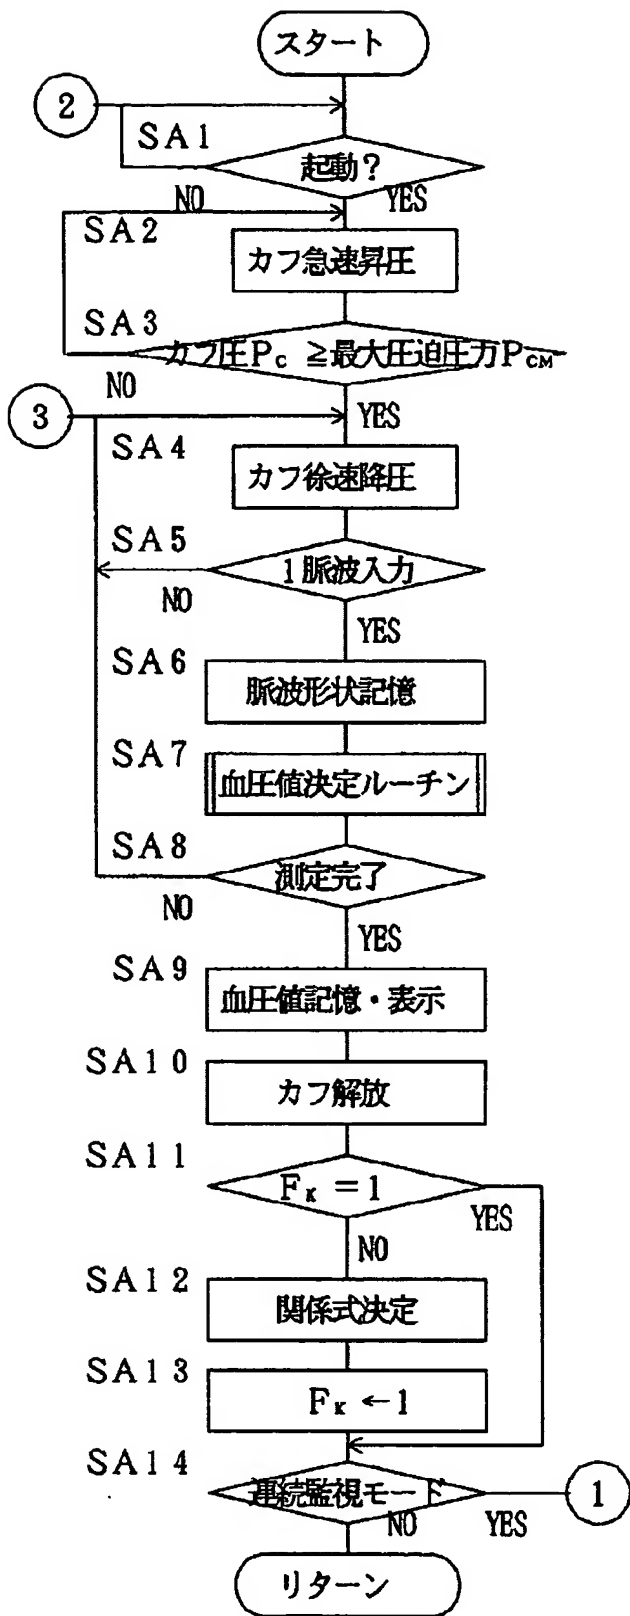 スタート
2
SA1
起動?
NO
YES
SA2
カフ急速昇圧
SA3
カフ圧PC ≧最大圧迫圧力PCM
NO
YES
3
SA4
カフ徐速降圧
SA5
1脈波入力
NO
YES
SA6
脈波形状記憶
SA7
血圧値決定ルーチン
SA8
測定完了
NO
YES
SA9
血圧値記憶・表示
SA10
カフ解放
SA11
FK =1
YES
NO
SA12
関係式決定
SA13
FK ←1
SA14
連続監視モード
1
NO
YES
リターン